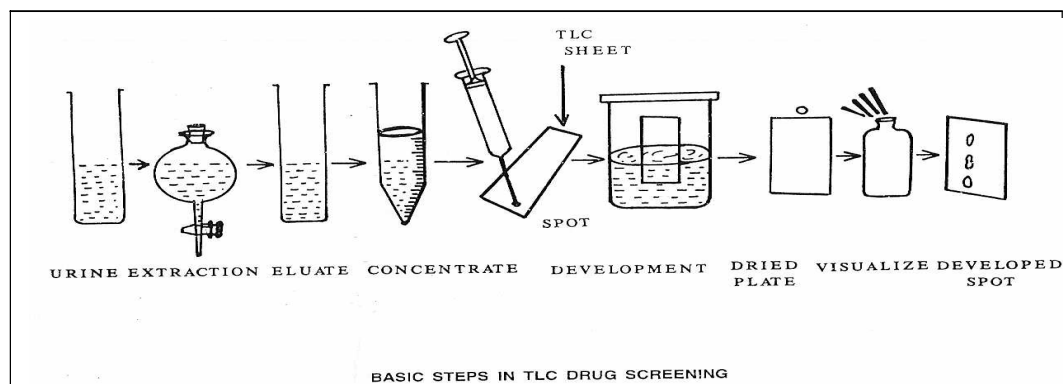 TLC
SHEET
SPOT
URINE EXTRACTION ELUATE CONCENTRATE DEVELOPMENT DRIED PLATE VISUALIZE DEVELOPED SPOT
BASIC STEPS IN TLC DRUG SCREENING